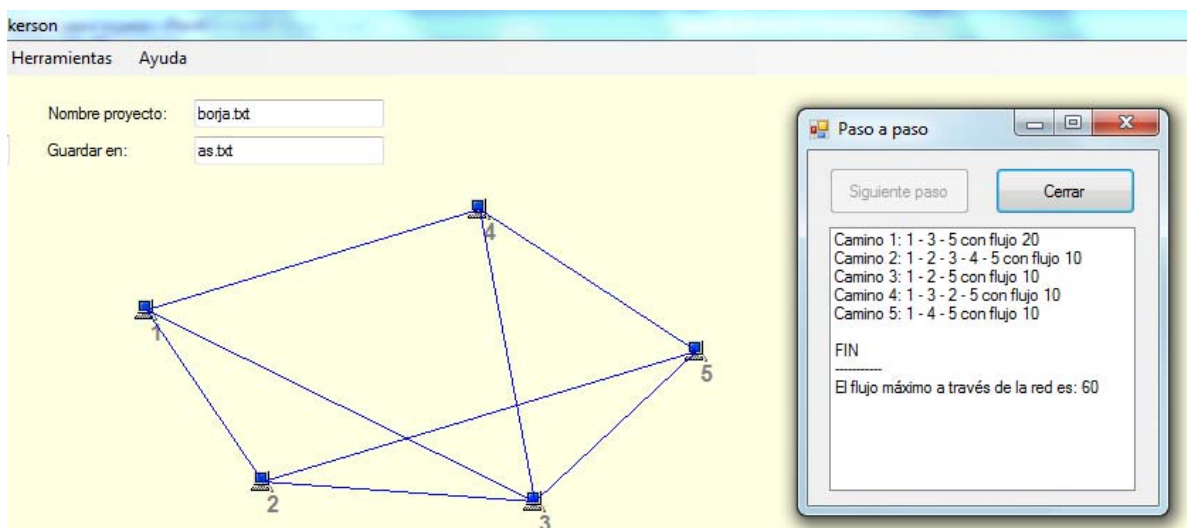 kerson
Herramientas Ayuda
Nombre proyecto: borja.txt
Guardar en: as.txt
4
1
5
2
3
Paso a paso
Siguiente paso Cerrar
Camino 1: 1 - 3 - 5 con flujo 20
Camino 2: 1 - 2 - 3 - 4 - 5 con flujo 10
Camino 3: 1 - 2 - 5 con flujo 10
Camino 4: 1 - 3 - 2 - 5 con flujo 10
Camino 5: 1 - 4 - 5 con flujo 10
FIN
-----------
El flujo máximo a través de la red es: 60